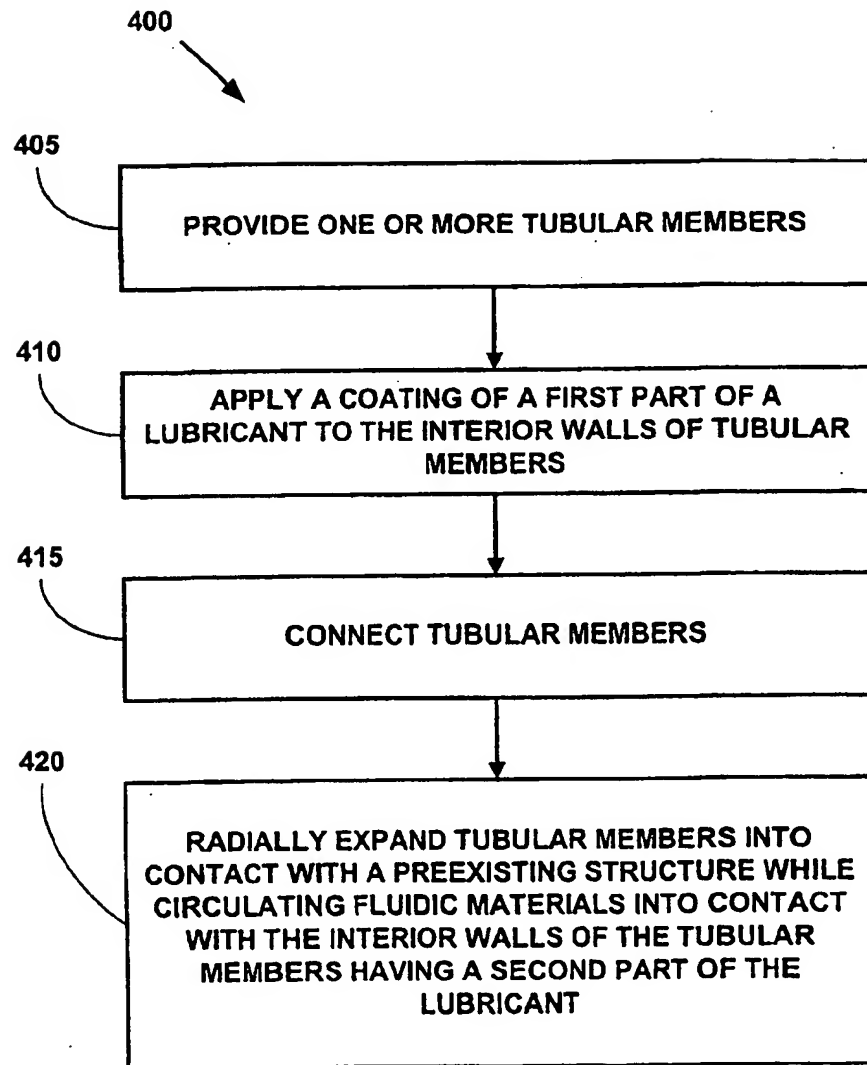 400
405
PROVIDE ONE OR MORE TUBULAR MEMBERS
410
APPLY A COATING OF A FIRST PART OF A
LUBRICANT TO THE INTERIOR WALLS OF TUBULAR
MEMBERS
415
CONNECT TUBULAR MEMBERS
420
RADIALLY EXPAND TUBULAR MEMBERS INTO
CONTACT WITH A PREEXISTING STRUCTURE WHILE
CIRCULATING FLUIDIC MATERIALS INTO CONTACT
WITH THE INTERIOR WALLS OF THE TUBULAR
MEMBERS HAVING A SECOND PART OF THE
LUBRICANT